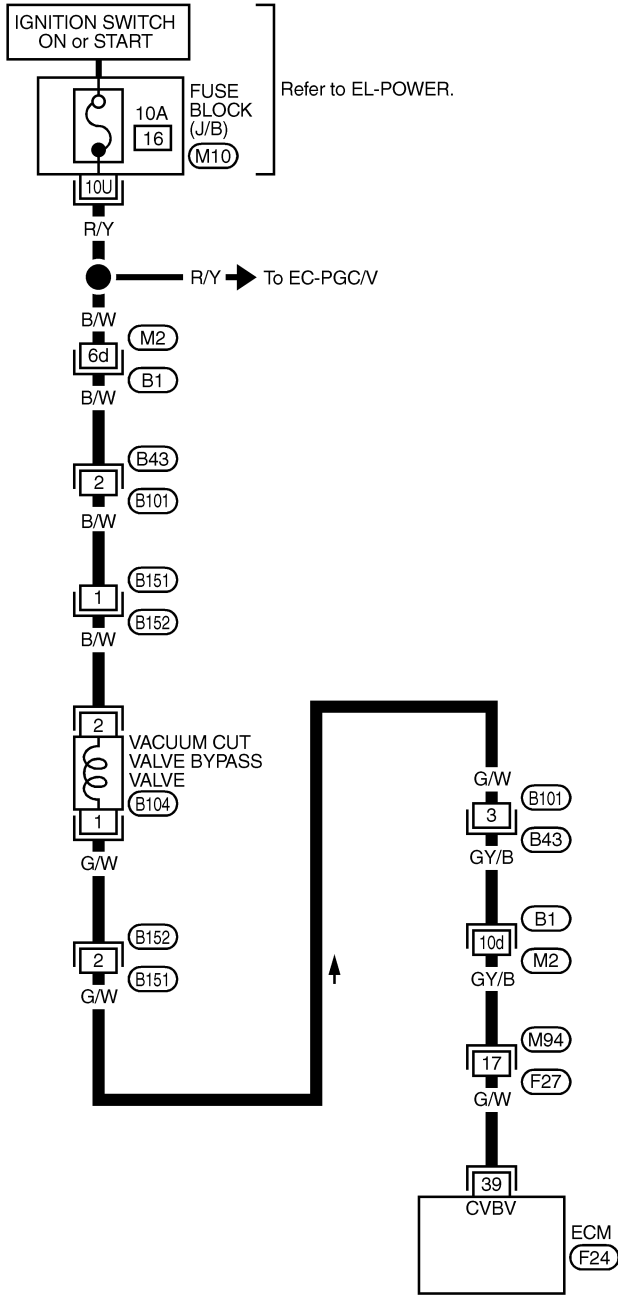 IGNITION SWITCH
ON or START
FUSE
BLOCK
(J/B)
M10
10A
16
Refer to EL-POWER.
10U
R/Y
R/Y
To EC-PGC/V
B/W
M2
6d
B1
B/W
B43
2
B101
B/W
B151
1
B152
B/W
2
VACUUM CUT
VALVE BYPASS
VALVE
B104
1
G/W
B152
2
B151
G/W
G/W
B101
3
B43
GY/B
B1
10d
M2
GY/B
M94
17
F27
G/W
39
CVBV
ECM
F24